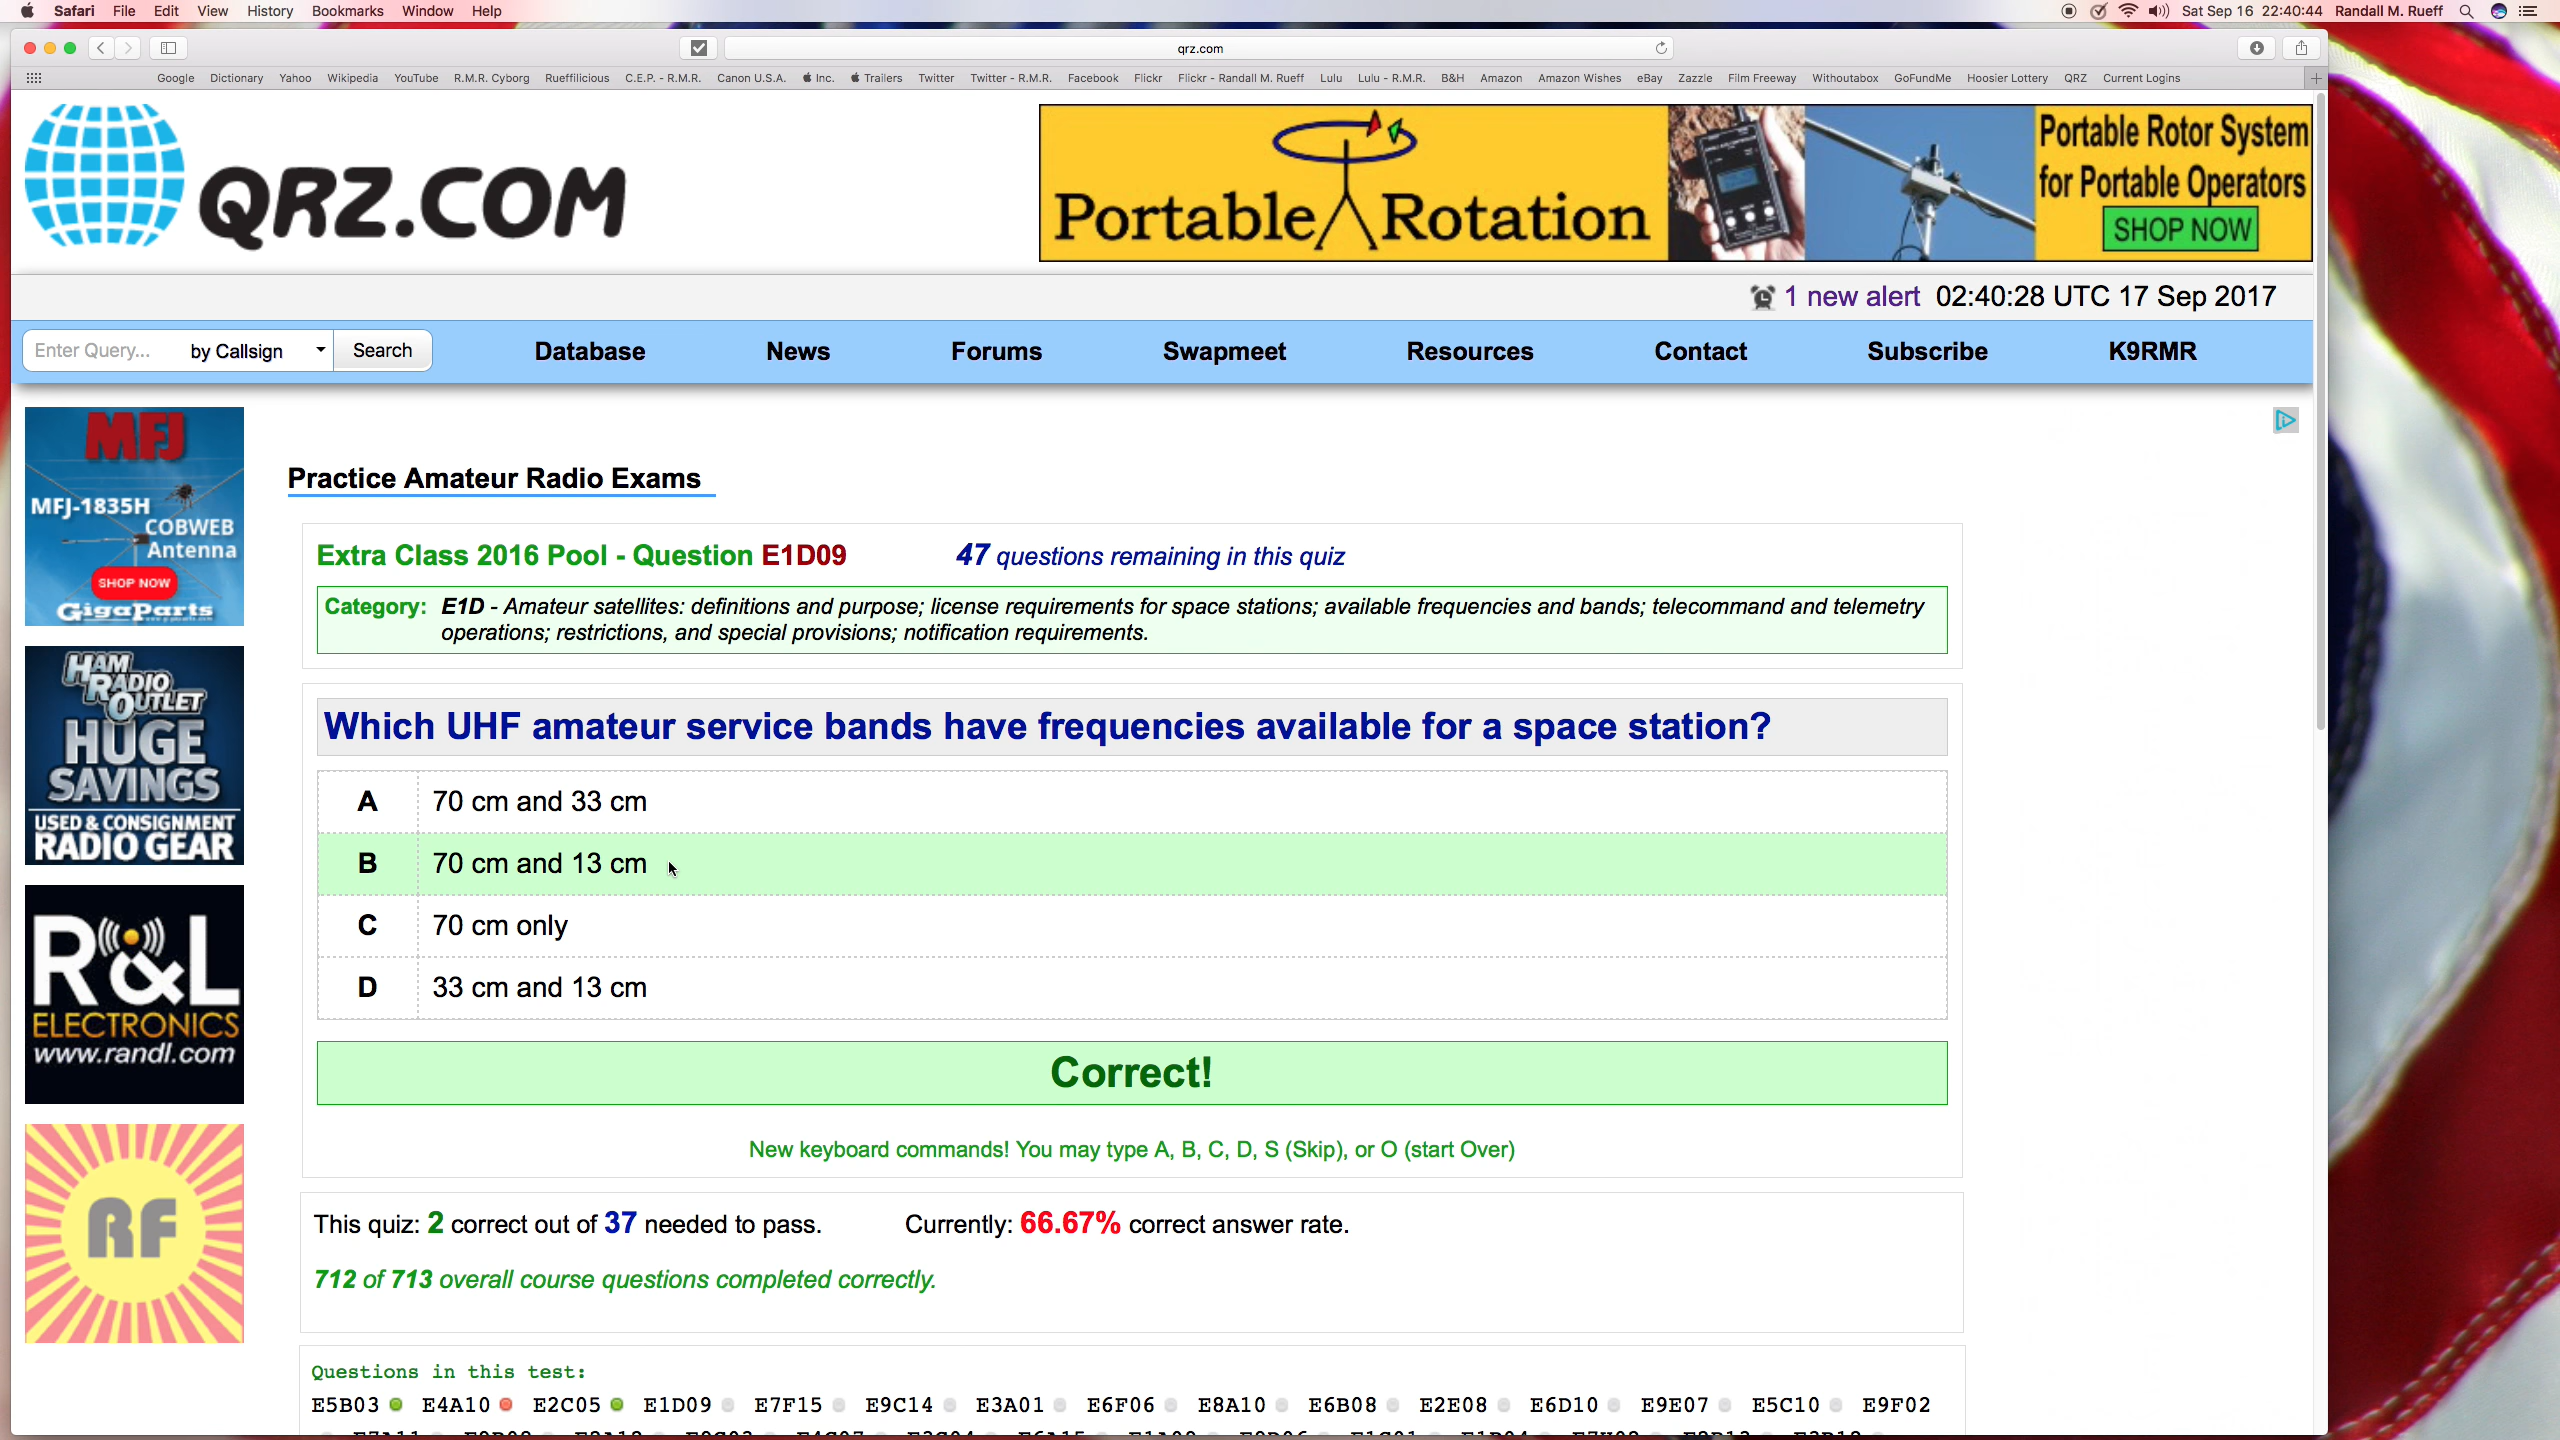 Safari File Edit View History Bookmarks Window Help
Sat Sep 16 22:40:44 Randall M. Rueff
qrz.com
Google Dictionary Yahoo Wikipedia YouTube R.M.R. Cyborg Rueffilicious C.E.P. - R.M.R. Canon U.S.A. Inc. Trailers Twitter Twitter - R.M.R. Facebook Flickr Flickr - Randall M. Rueff Lulu Lulu - R.M.R. B&H Amazon Amazon Wishes eBay Zazzle Film Freeway Withoutabox GoFundMe Hoosier Lottery QRZ Current Logins
QRZ.COM
Portable Rotation
Portable Rotor System
for Portable Operators
SHOP NOW
1 new alert 02:40:28 UTC 17 Sep 2017
Enter Query... by Callsign Search Database News Forums Swapmeet Resources Contact Subscribe K9RMR
MFJ
MFJ-1835H
COBWEB
Antenna
SHOP NOW
GigaParts
HAM
RADIO
OUTLET
HUGE
SAVINGS
USED & CONSIGNMENT
RADIO GEAR
R&L
ELECTRONICS
www.randl.com
RF
Practice Amateur Radio Exams
Extra Class 2016 Pool - Question E1D09 47 questions remaining in this quiz
Category: E1D - Amateur satellites: definitions and purpose; license requirements for space stations; available frequencies and bands; telecommand and telemetry
operations; restrictions, and special provisions; notification requirements.
Which UHF amateur service bands have frequencies available for a space station?
A 70 cm and 33 cm
B 70 cm and 13 cm
C 70 cm only
D 33 cm and 13 cm
Correct!
New keyboard commands! You may type A, B, C, D, S (Skip), or O (start Over)
This quiz: 2 correct out of 37 needed to pass. Currently: 66.67% correct answer rate.
712 of 713 overall course questions completed correctly.
Questions in this test:
E5B03 E4A10 E2C05 E1D09 E7F15 E9C14 E3A01 E6F06 E8A10 E6B08 E2E08 E6D10 E9E07 E5C10 E9F02